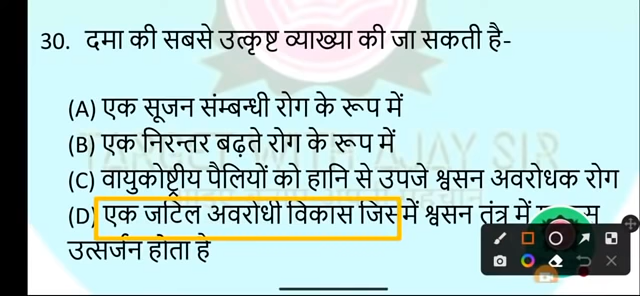 30. दमा की सबसे उत्कृष्ट व्याख्या की जा सकती है-
(A) एक सूजन संम्बन्धी रोग के रूप में
(B) एक निरन्तर बढ़ते रोग के रूप में
(C) वायुकोष्ट्रीय पैलियों को हानि से उपजे श्वसन अवरोधक रोग
(D) एक जटिल अवरोधी विकास जिसमें श्वसन तंत्र में
उत्सर्जन होता हे